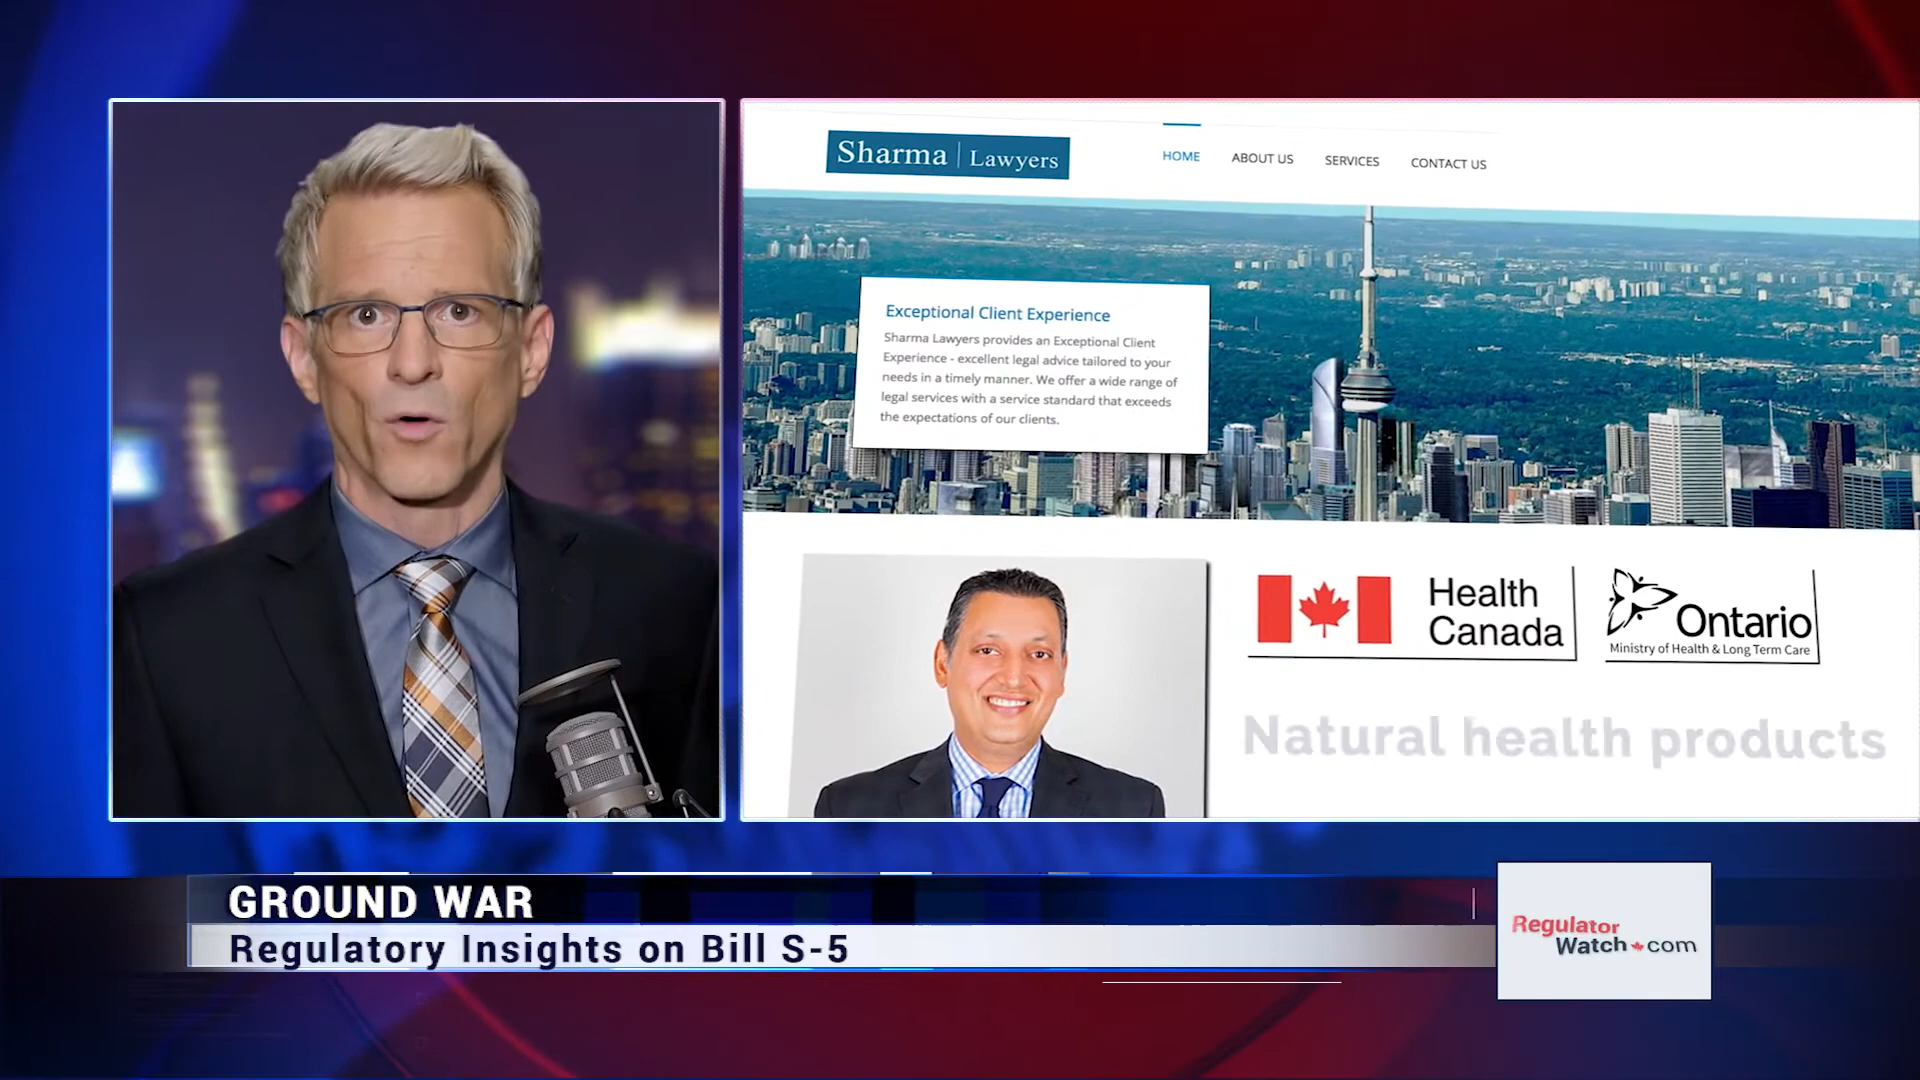 Sharma | Lawyers
HOME ABOUT US SERVICES CONTACT US
Exceptional Client Experience
Sharma Lawyers provides an Exceptional Client
Experience - excellent legal advice tailored to your
needs in a timely manner. We offer a wide range of
legal services with a service standard that exceeds
the expectations of our clients.
Health
Canada
Ontario
Ministry of Health & Long Term Care
Natural health products
GROUND WAR
Regulatory Insights on Bill S-5
Regulator
Watch.com